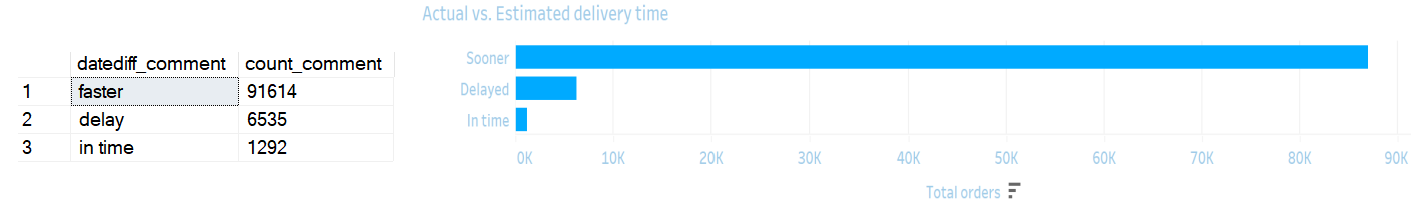 datediff_comment count_comment
1 faster 91614
2 delay 6535
3 in time 1292
Actual vs. Estimated delivery time
Sooner
Delayed
In time
0K 10K 20K 30K 40K 50K 60K 70K 80K 90K
Total orders